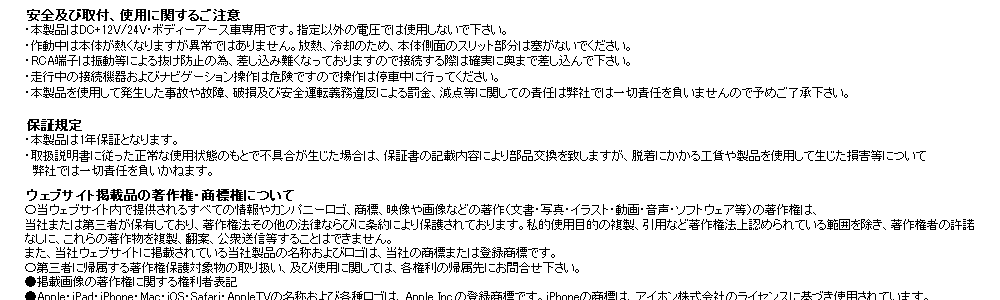 安全及び取付、使用に関するご注意
・本製品はDC+12V/24V・ボディーアース車専用です。指定以外の電圧では使用しないで下さい。
・作動中は本体が熱くなりますが異常ではありません。放熱、冷却のため、本体側面のスリット部分は塞がないでください。
・RCA端子は振動等による抜け防止の為、差し込み難くなっておりますので接続する際は確実に奥まで差し込んで下さい。
・走行中の接続機器およびナビゲーション操作は危険ですので操作は停車中に行ってください。
・本製品を使用して発生した事故や故障、破損及び安全運転義務違反による罰金、減点等に関しての責任は弊社では一切責任を負いませんので予めご了承下さい。
保証規定
・本製品は1年保証となります。
・取扱説明書に従った正常な使用状態のもとで不具合が生じた場合は、保証書の記載内容により部品交換を致しますが、脱着にかかる工賃や製品を使用して生じた損害等について
弊社では一切責任を負いかねます。
ウェブサイト掲載品の著作権・商標権について
〇当ウェブサイト内で提供されるすべての情報やカンパニーロゴ、商標、映像や画像などの著作(文書・写真・イラスト・動画・音声・ソフトウェア等)の著作権は、
当社または第三者が保有しており、著作権法その他の法律ならびに条約により保護されております。私的使用目的の複製、引用など著作権法上認められている範囲を除き、著作権者の許諾
なしに、これらの著作物を複製、翻案、公衆送信等することはできません。
また、当社ウェブサイトに掲載されている当社製品の名称およびロゴは、当社の商標または登録商標です。
〇第三者に帰属する著作権保護対象物の取り扱い、及び使用に関しては、各権利の帰属先にお問合せ下さい。
●掲載画像の著作権に関する権利者表記
●Apple・iPad・iPhone・Mac・iOS・Safari・AppleTVの名称および各種ロゴは、Apple Inc.の登録商標です。iPhoneの商標は、アイホン株式会社のライセンスに基づき使用されています。